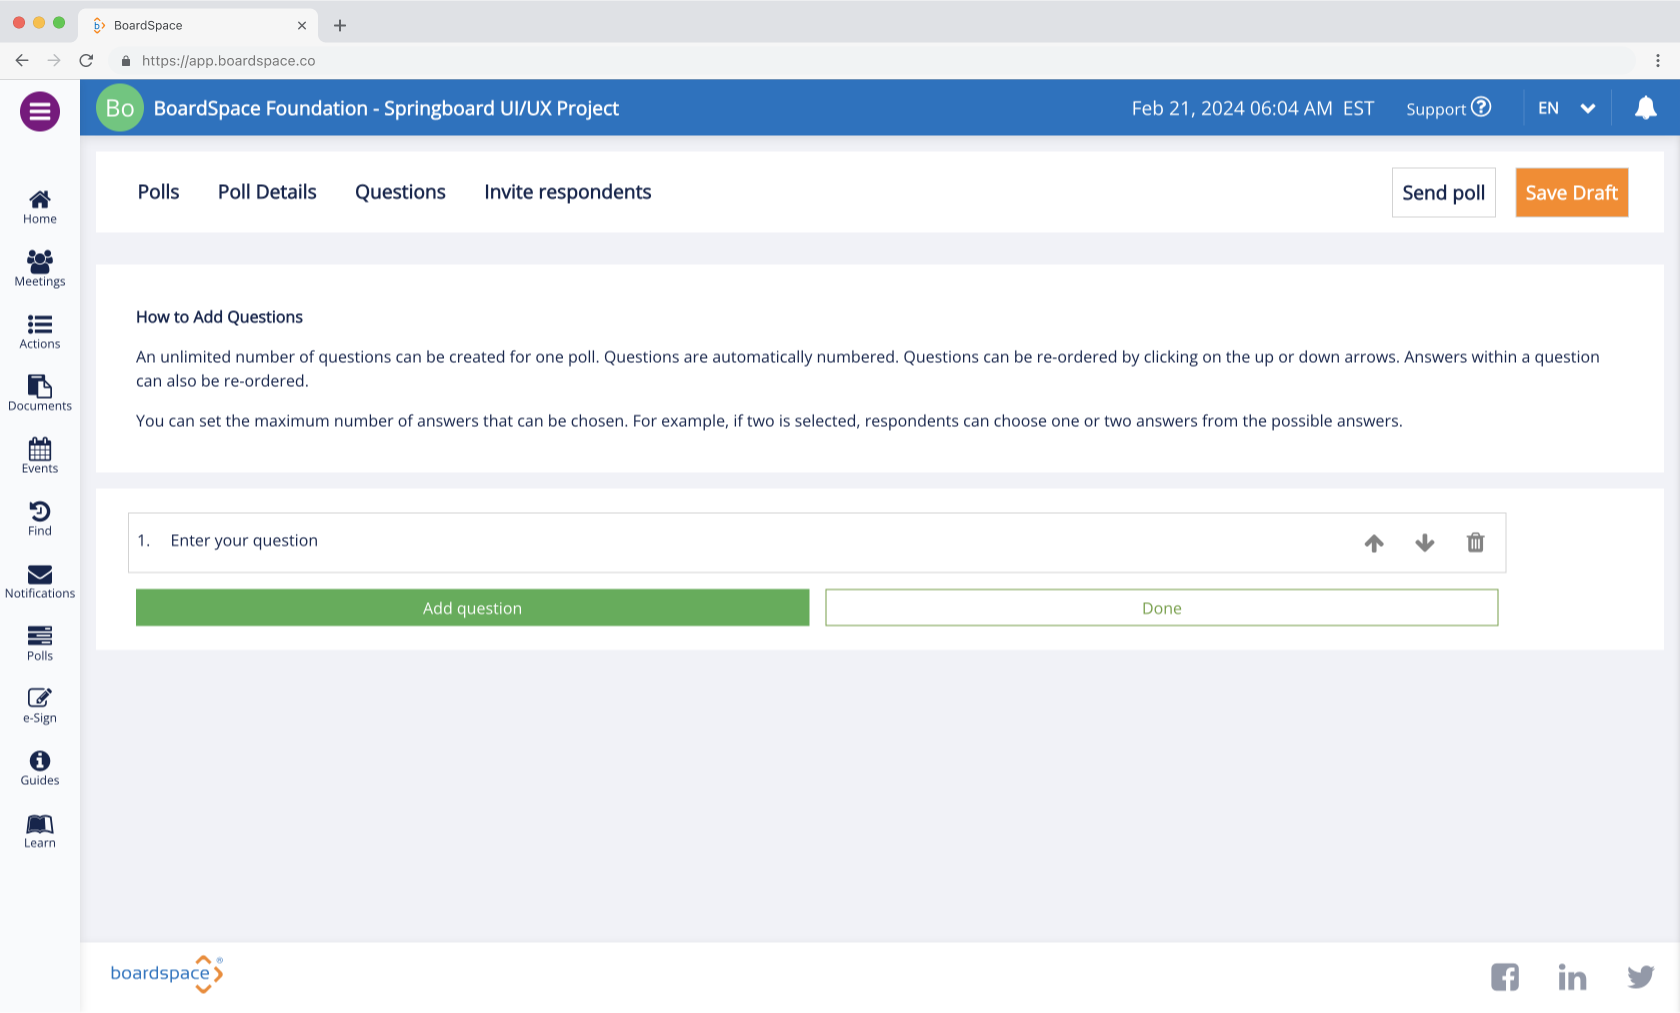 BoardSpace
https://app.boardspace.co
Bo BoardSpace Foundation - Springboard UI/UX Project
Feb 21, 2024 06:04 AM EST
Support ?
EN
Polls
Poll Details
Questions
Invite respondents
Send poll
Save Draft
Home
Meetings
Actions
Documents
Events
Find
Notifications
Polls
e-Sign
Guides
Learn
How to Add Questions
An unlimited number of questions can be created for one poll. Questions are automatically numbered. Questions can be re-ordered by clicking on the up or down arrows. Answers within a question
can also be re-ordered.
You can set the maximum number of answers that can be chosen. For example, if two is selected, respondents can choose one or two answers from the possible answers.
1. Enter your question
Add question
Done
boardspace®